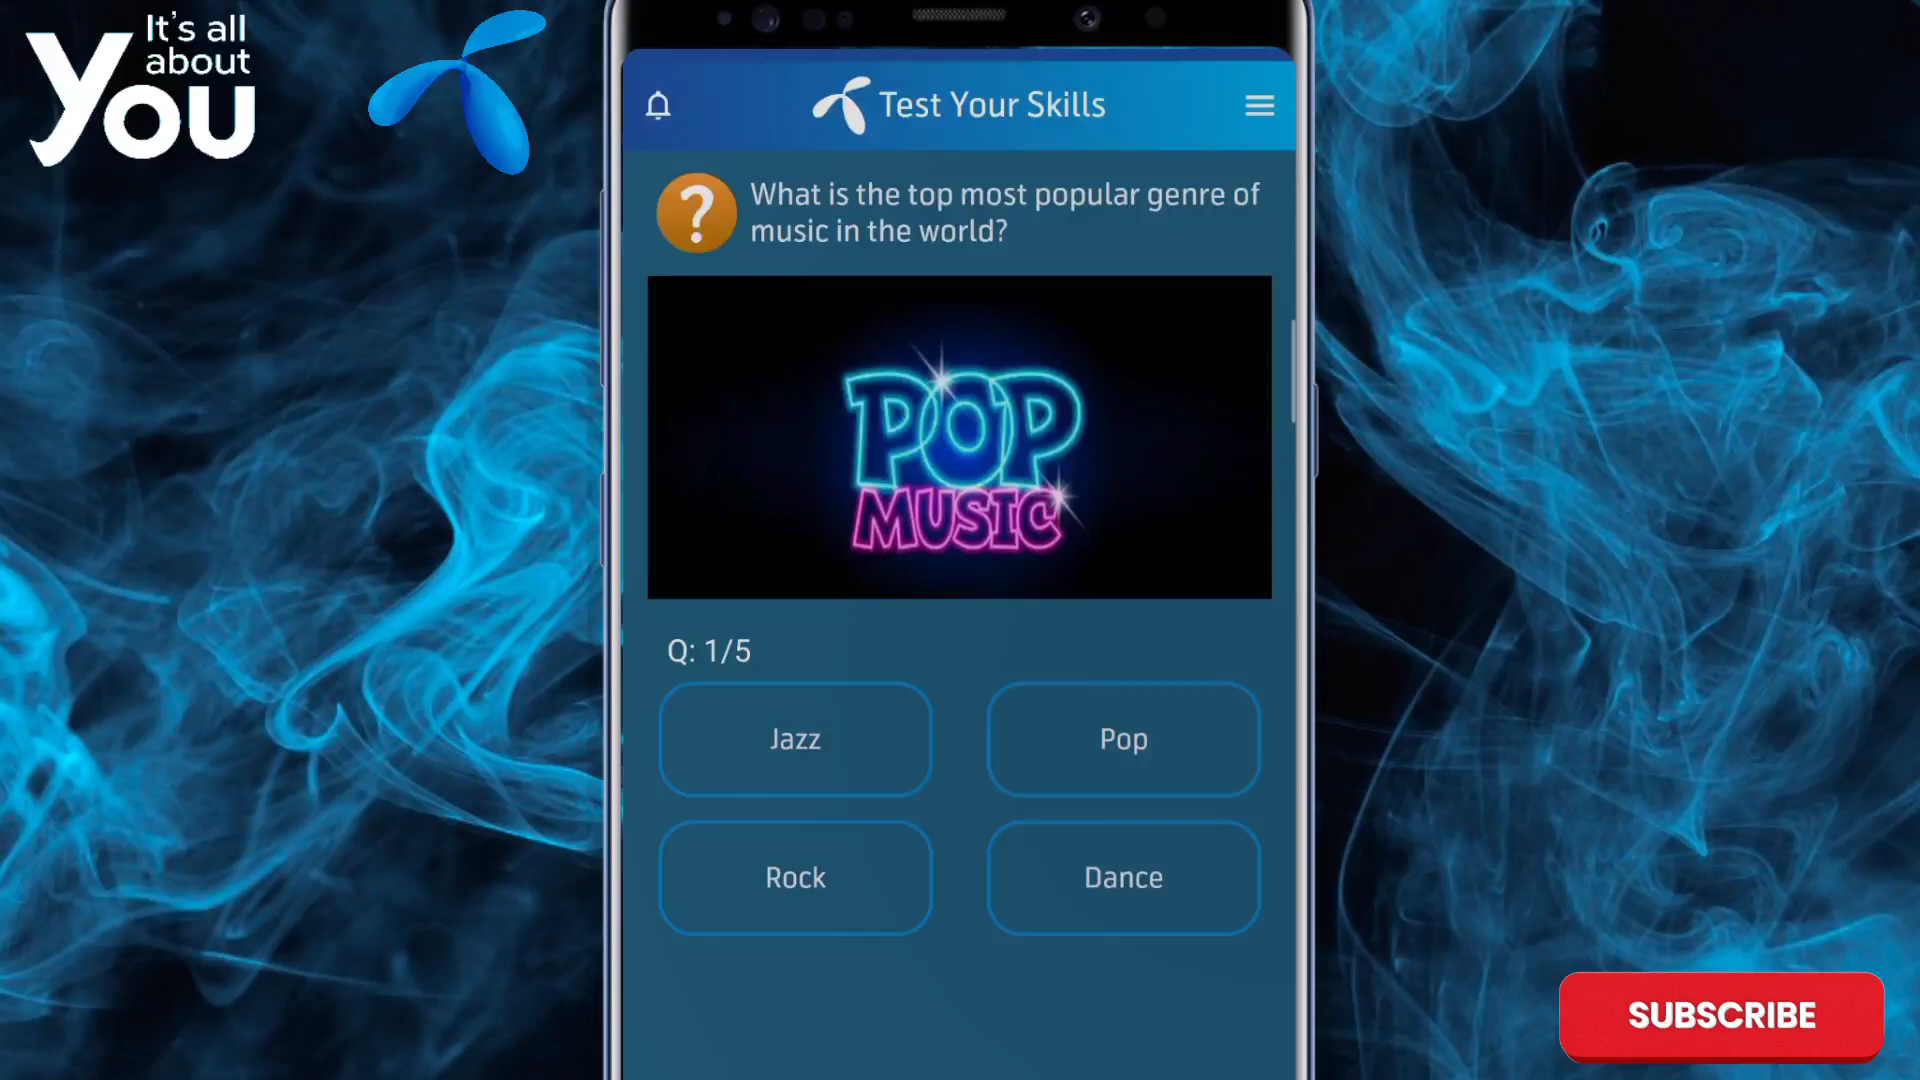 It's all
about
You
Test Your Skills
?
What is the top most popular genre of
music in the world?
POP
MUSIC
Q: 1/5
Jazz
Pop
Rock
Dance
SUBSCRIBE